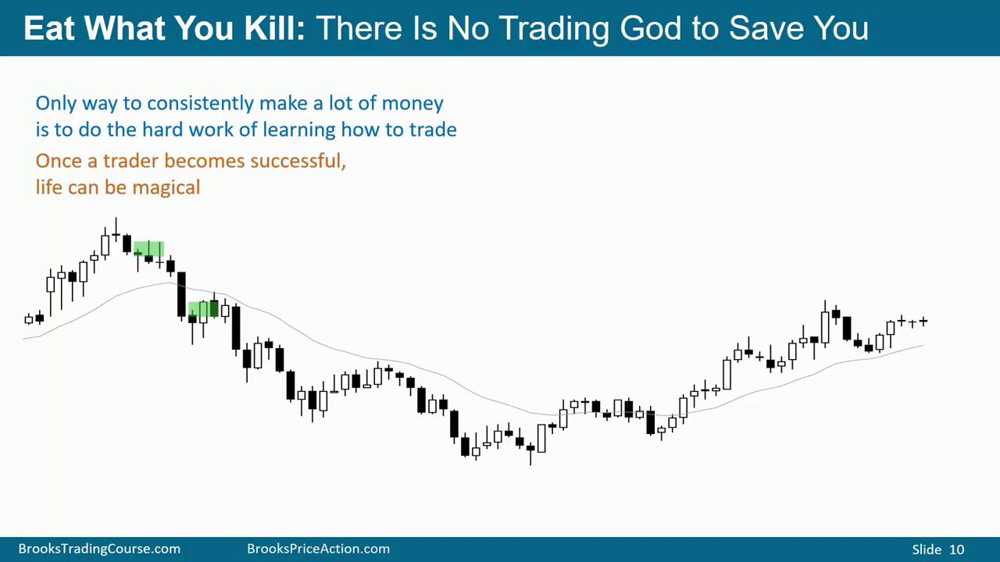 Eat What You Kill: There Is No Trading God to Save You
Only way to consistently make a lot of money
is to do the hard work of learning how to trade
Once a trader becomes successful,
life can be magical
BrooksTradingCourse.com
BrooksPriceAction.com
Slide 10